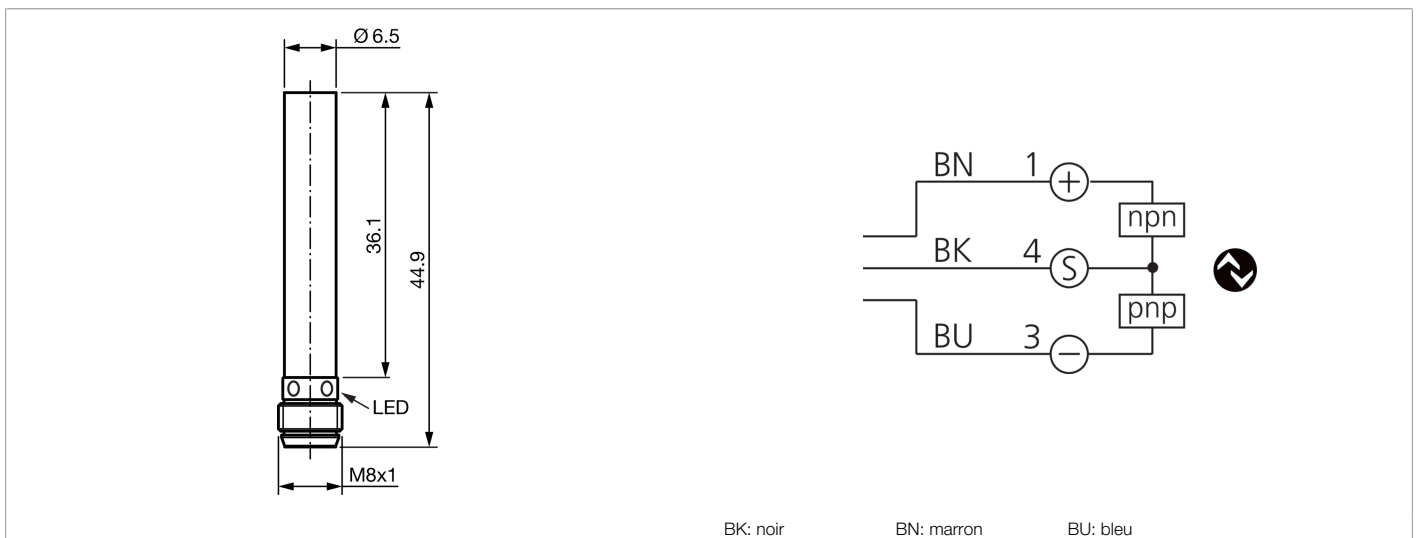 Ø 6.5
36.1
44.9
LED
M8x1
BN 1 +
npn
BK 4 S
pnp
BU 3 −
BK: noir BN: marron BU: bleu